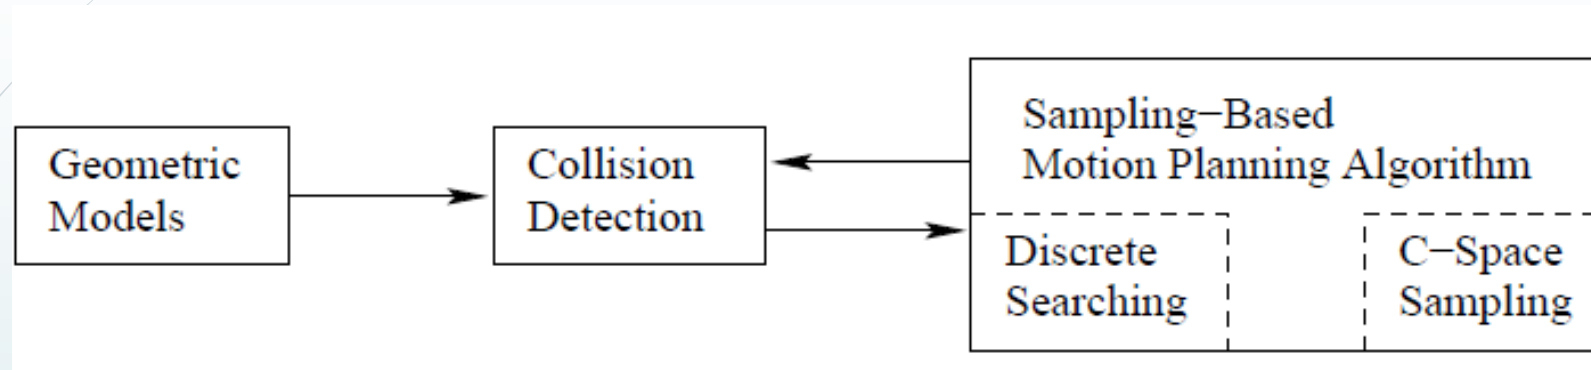 Geometric
Models
Collision
Detection
Sampling−Based
Motion Planning Algorithm
Discrete
Searching
C−Space
Sampling